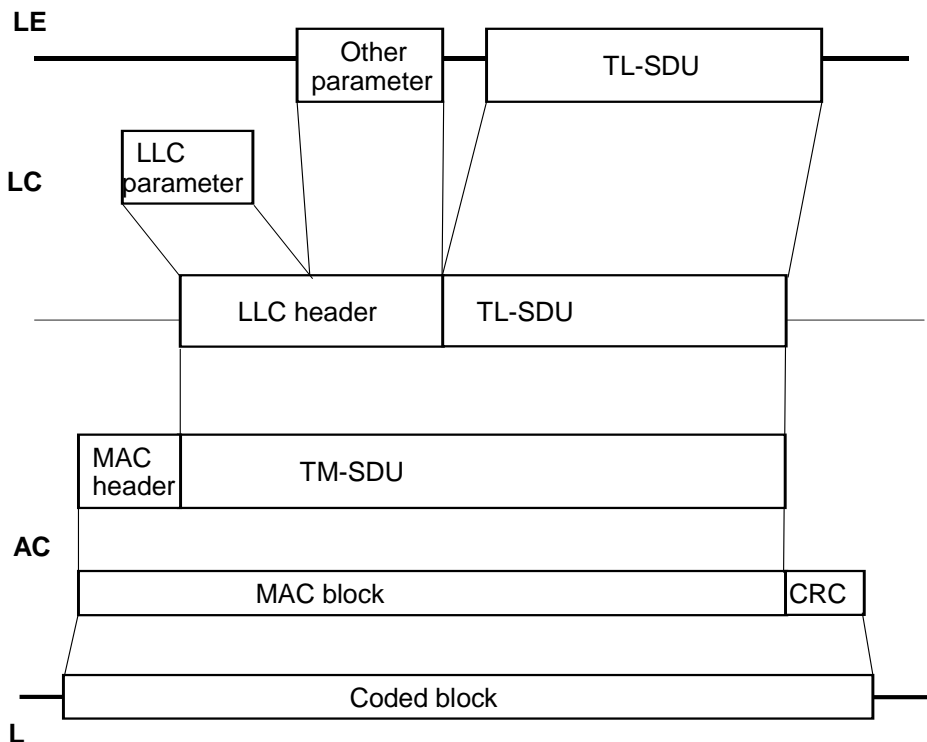 LE
Other
parameter
TL-SDU
LLC
parameter
LC
LLC header
TL-SDU
MAC
header
TM-SDU
AC
MAC block
CRC
Coded block
L